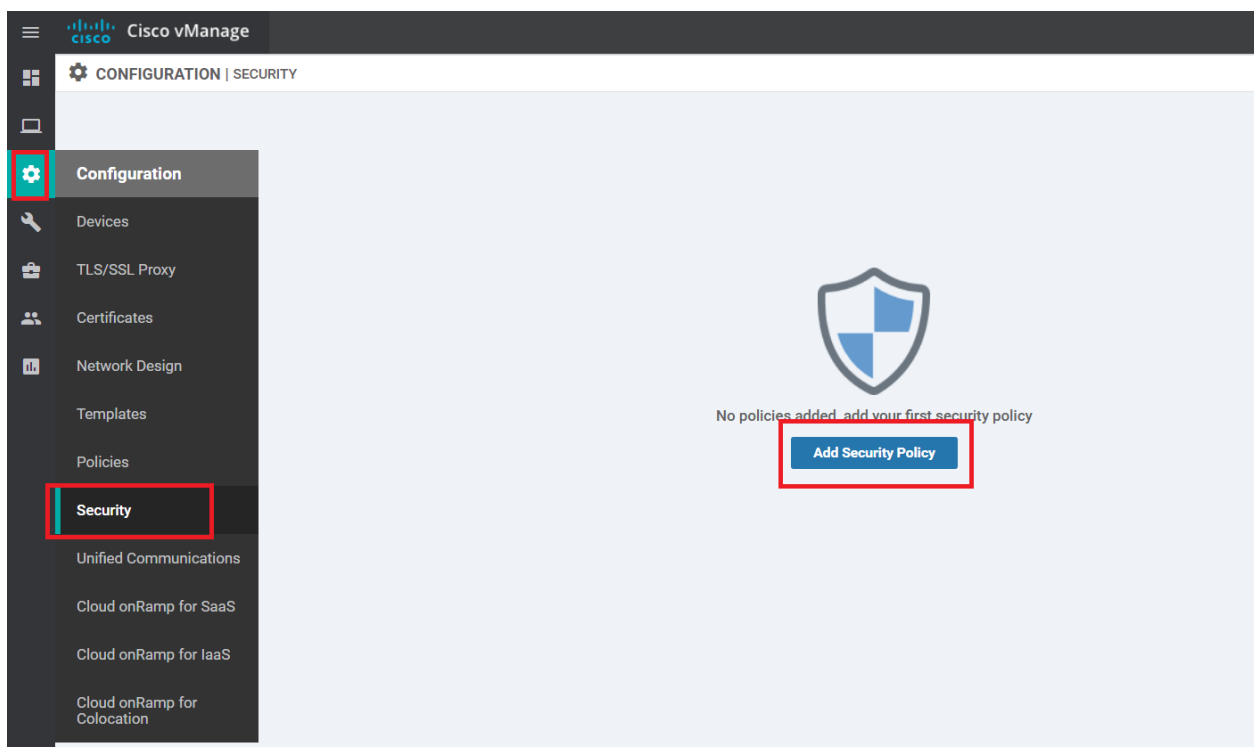 CISCO
Cisco vManage
CONFIGURATION | SECURITY
Configuration
Devices
TLS/SSL Proxy
Certificates
Network Design
Templates
Policies
Security
Unified Communications
Cloud onRamp for SaaS
Cloud onRamp for IaaS
Cloud onRamp for
Colocation
No policies added, add your first security policy
Add Security Policy